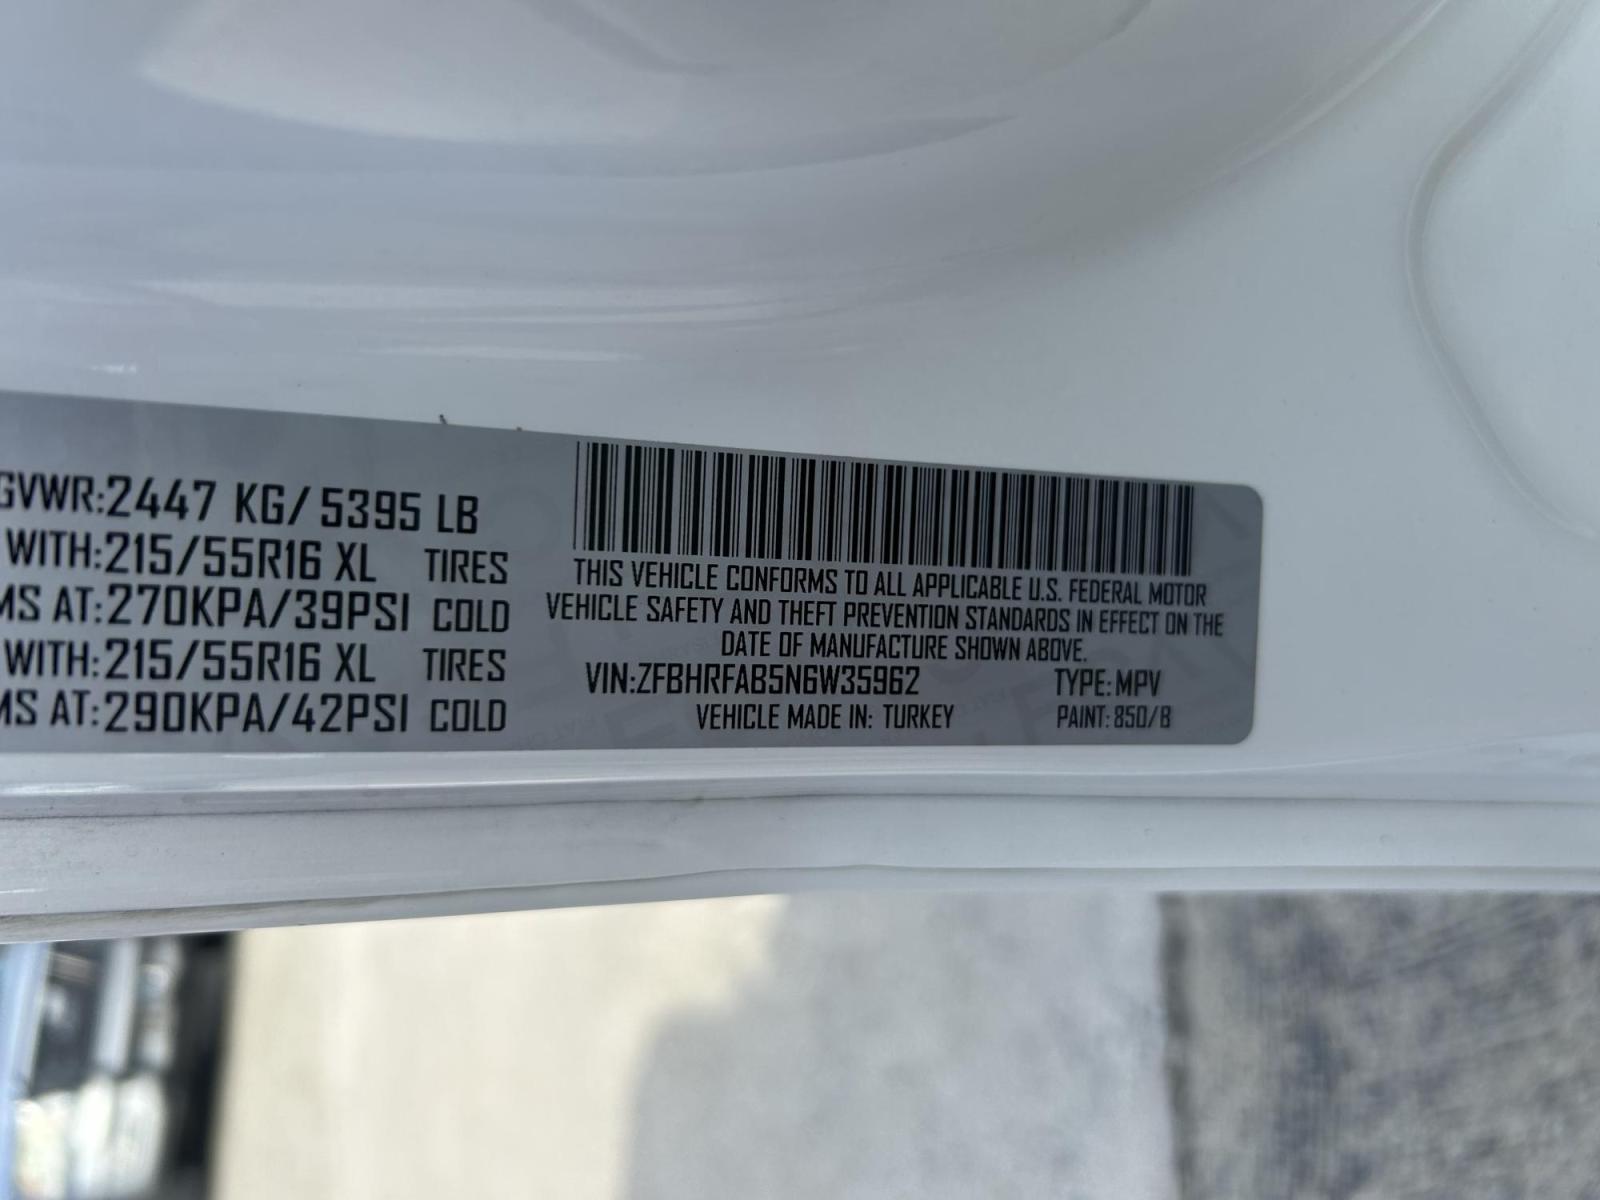 GVWR:2447 KG/ 5395 LB
WITH:215/55R16 XL TIRES
MS AT:270KPA/39PSI COLD
WITH:215/55R16 XL TIRES
MS AT:290KPA/42PSI COLD
THIS VEHICLE CONFORMS TO ALL APPLICABLE U.S. FEDERAL MOTOR
VEHICLE SAFETY AND THEFT PREVENTION STANDARDS IN EFFECT ON THE
DATE OF MANUFACTURE SHOWN ABOVE.
VIN:ZFBHRFAB5N6W35962 TYPE:MPV
VEHICLE MADE IN: TURKEY PAINT: 850/B